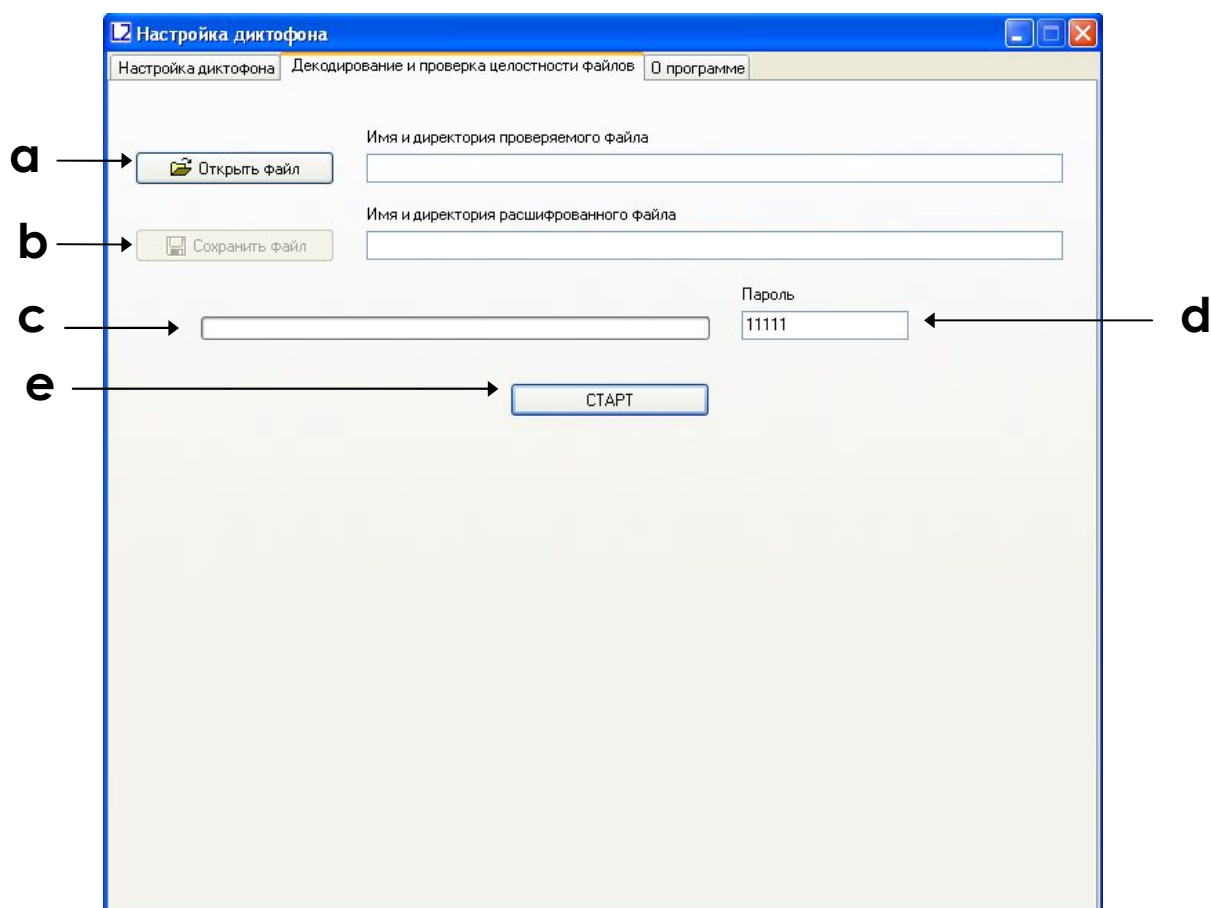 L2 Настройка диктофона
Настройка диктофона Декодирование и проверка целостности файлов О программе
Имя и директория проверяемого файла
a Открыть файл
Имя и директория расшифрованного файла
b Сохранить файл
Пароль
c 11111 d
e СТАРТ